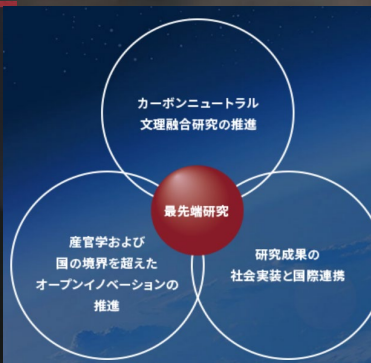 カーボンニュートラル
文理融合研究の推進
最先端研究
産官学および
国の境界を超えた
オープンイノベーションの
推進
研究成果の
社会実装と国際連携